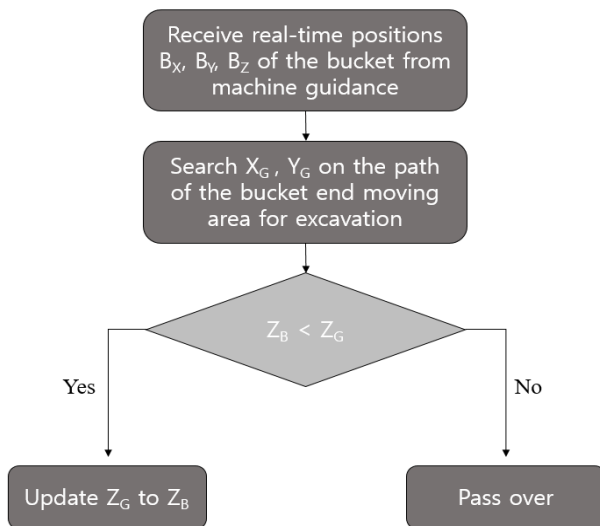 Receive real-time positions
B_X, B_Y, B_Z of the bucket from
machine guidance
Search X_G , Y_G on the path
of the bucket end moving
area for excavation
Z_B < Z_G
Yes
No
Update Z_G to Z_B
Pass over